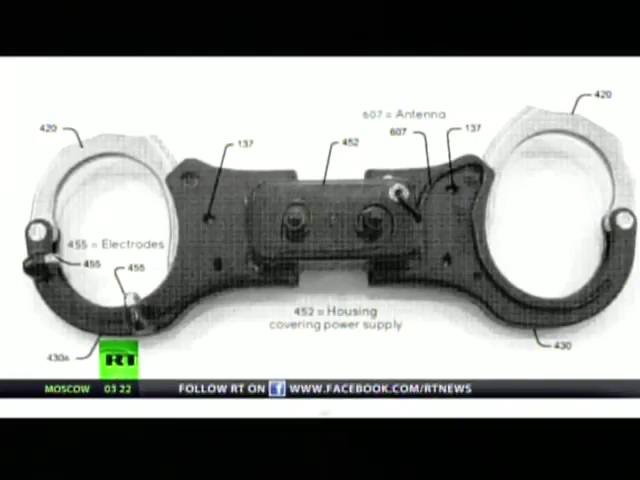 420
607 = Antenna
420
137
452
607
137
455 = Electrodes
455
455
452 = Housing
covering power supply
430a
430
RT
MOSCOW 03 22 FOLLOW RT ON f WWW.FACEBOOK.COM/RTNEWS